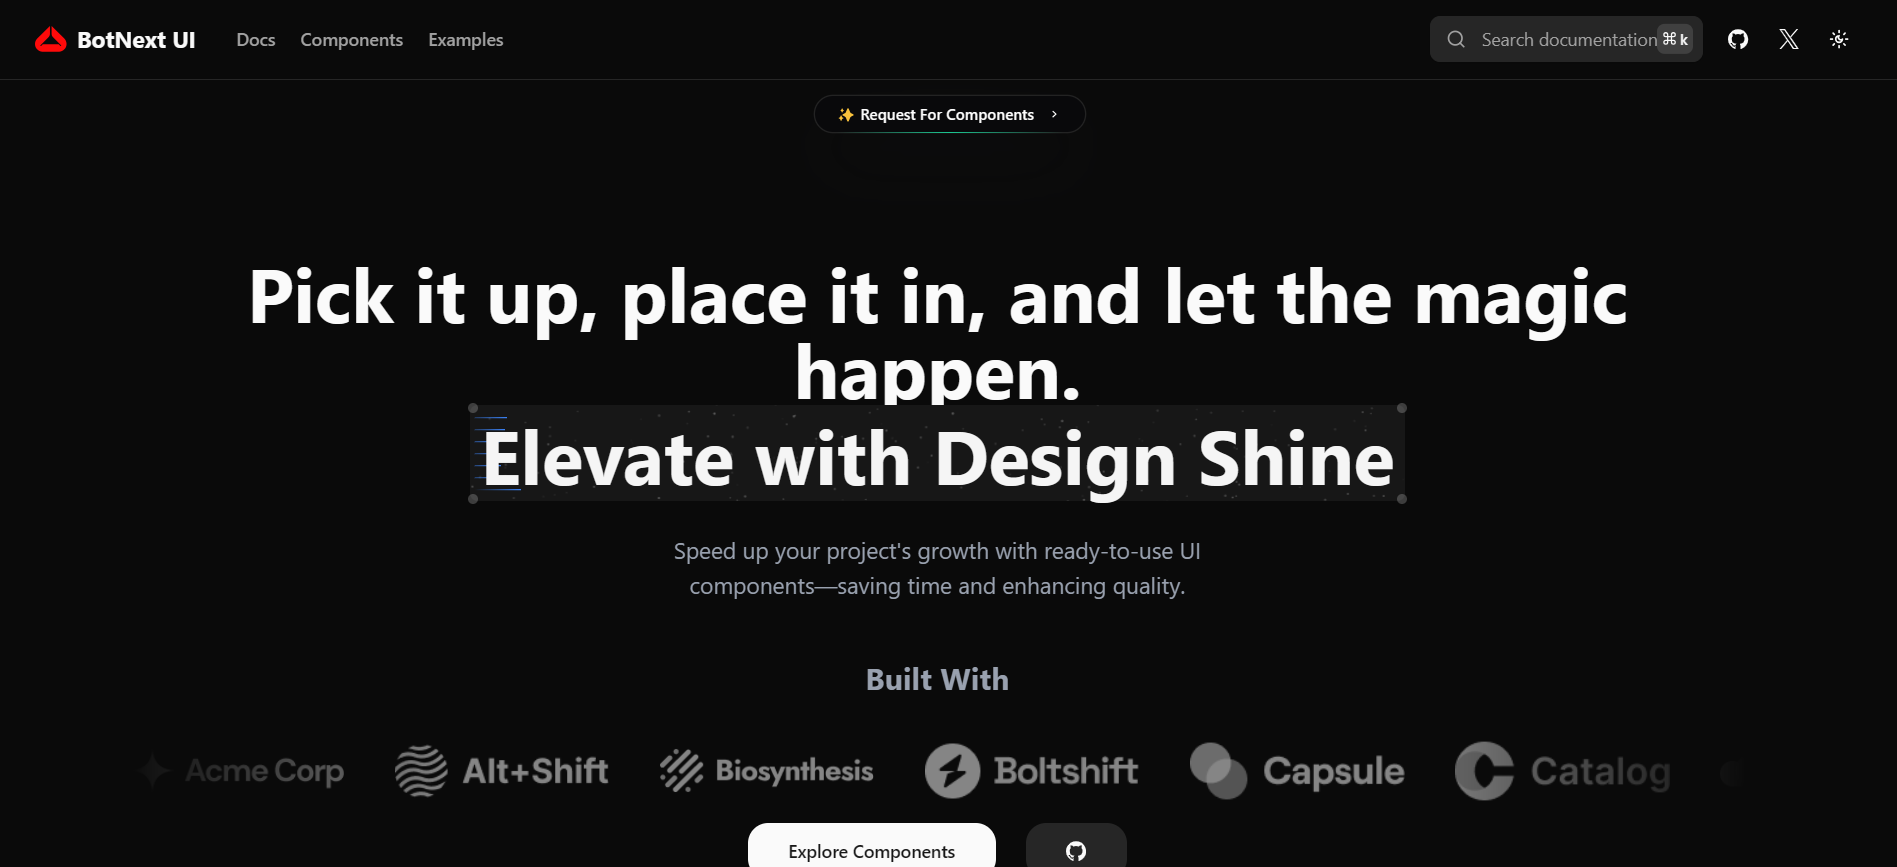 BotNext UI Docs Components Examples Search documentation ⌘k
✨ Request For Components >
Pick it up, place it in, and let the magic
happen.
Elevate with Design Shine
Speed up your project's growth with ready-to-use UI
components—saving time and enhancing quality.
Built With
Acme Corp Alt+Shift Biosynthesis Boltshift Capsule Catalog
Explore Components